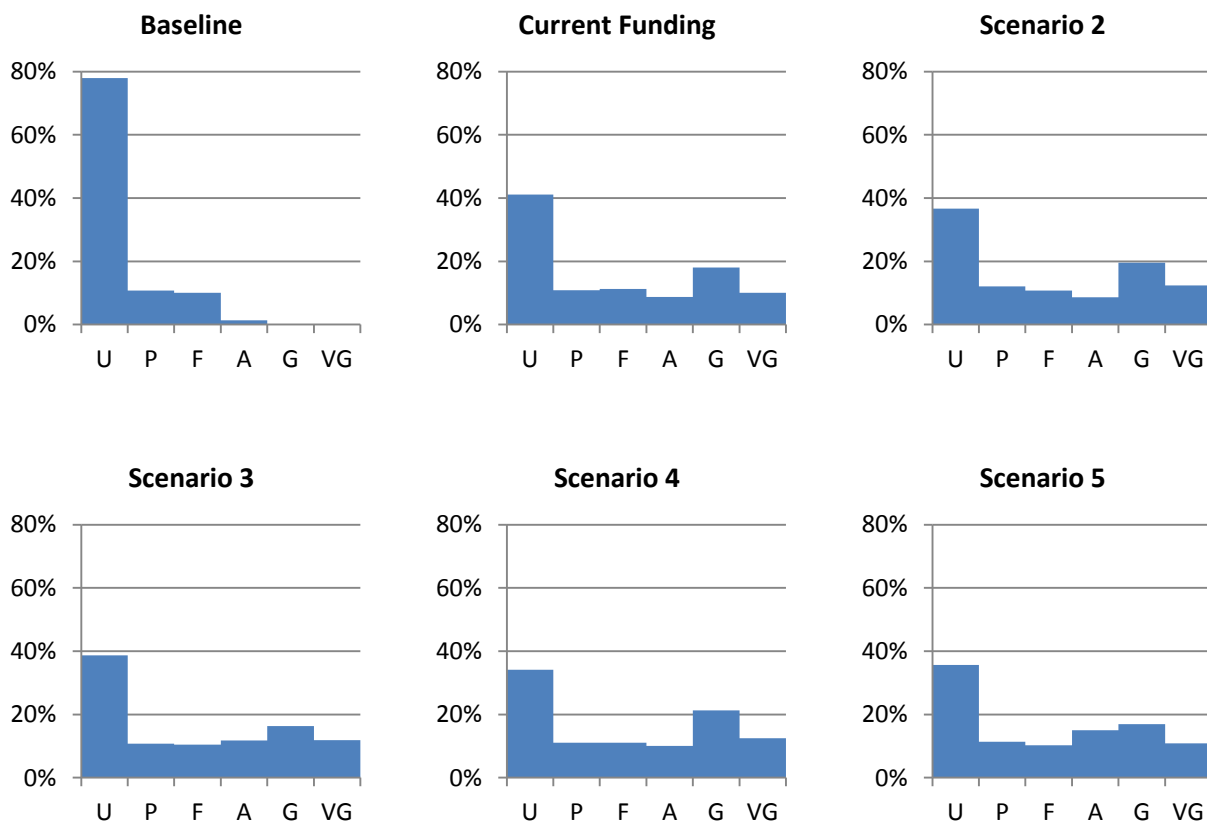 Baseline Current Funding Scenario 2
80% 80% 80%
60% 60% 60%
40% 40% 40%
20% 20% 20%
0% 0% 0%
U P F A G VG U P F A G VG U P F A G VG
Scenario 3 Scenario 4 Scenario 5
80% 80% 80%
60% 60% 60%
40% 40% 40%
20% 20% 20%
0% 0% 0%
U P F A G VG U P F A G VG U P F A G VG